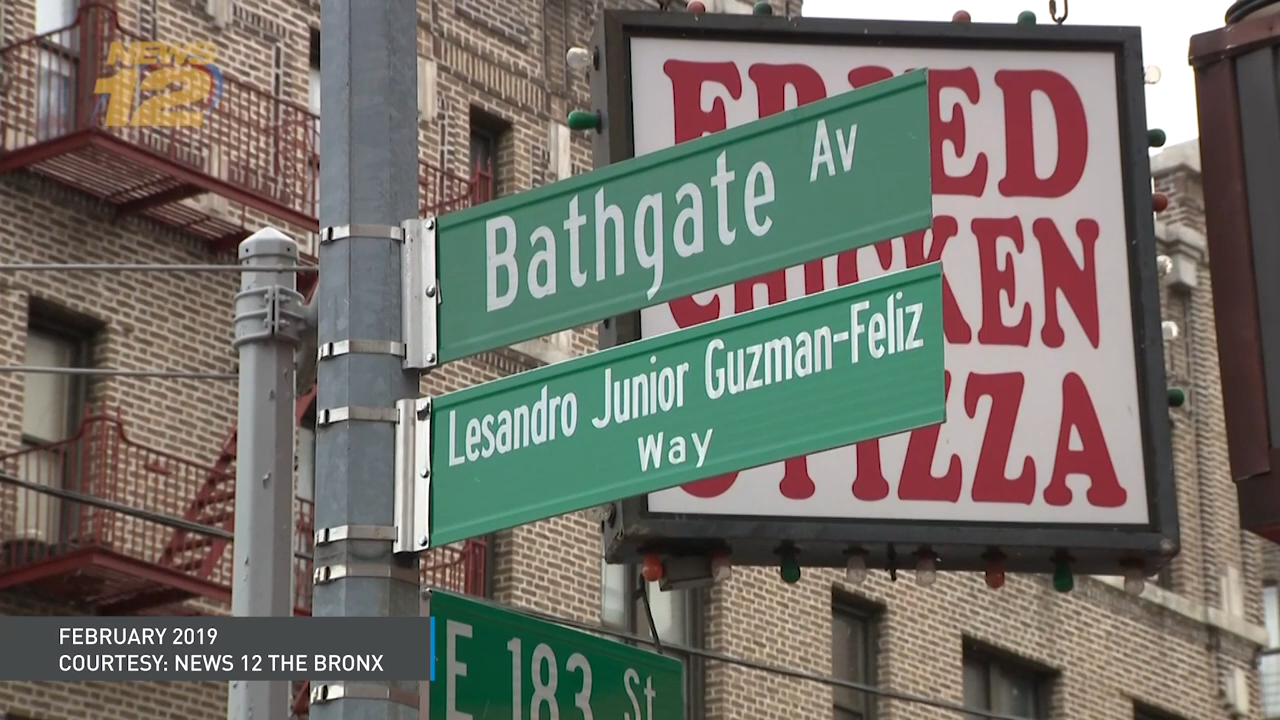 NEWS
12
FRIED
CHICKEN
PIZZA
Bathgate Av
Lesandro Junior Guzman-Feliz
Way
E 183 St
FEBRUARY 2019
COURTESY: NEWS 12 THE BRONX